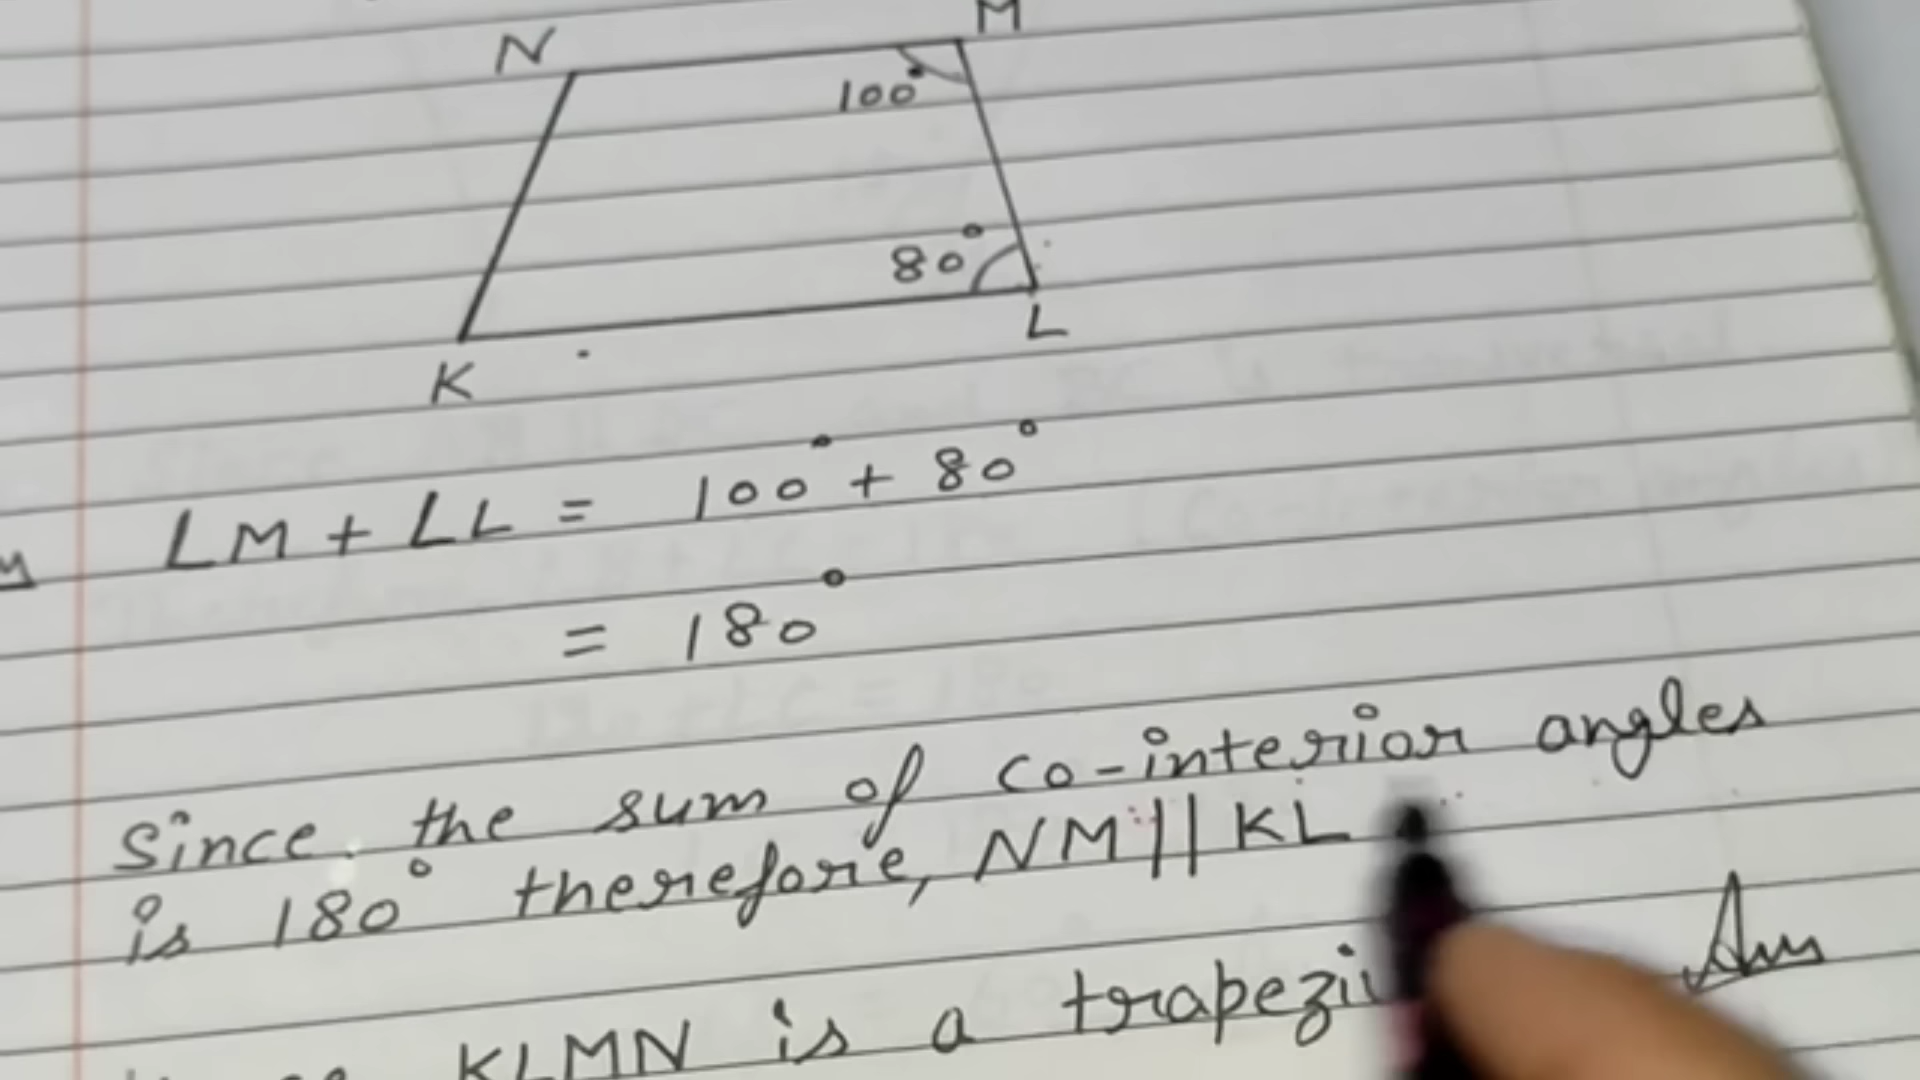 N M
100°
80°
K L
∠M + ∠L = 100° + 80°
= 180°
Since the sum of co-interior angles
is 180° therefore, NM || KL
KLMN is a Ans